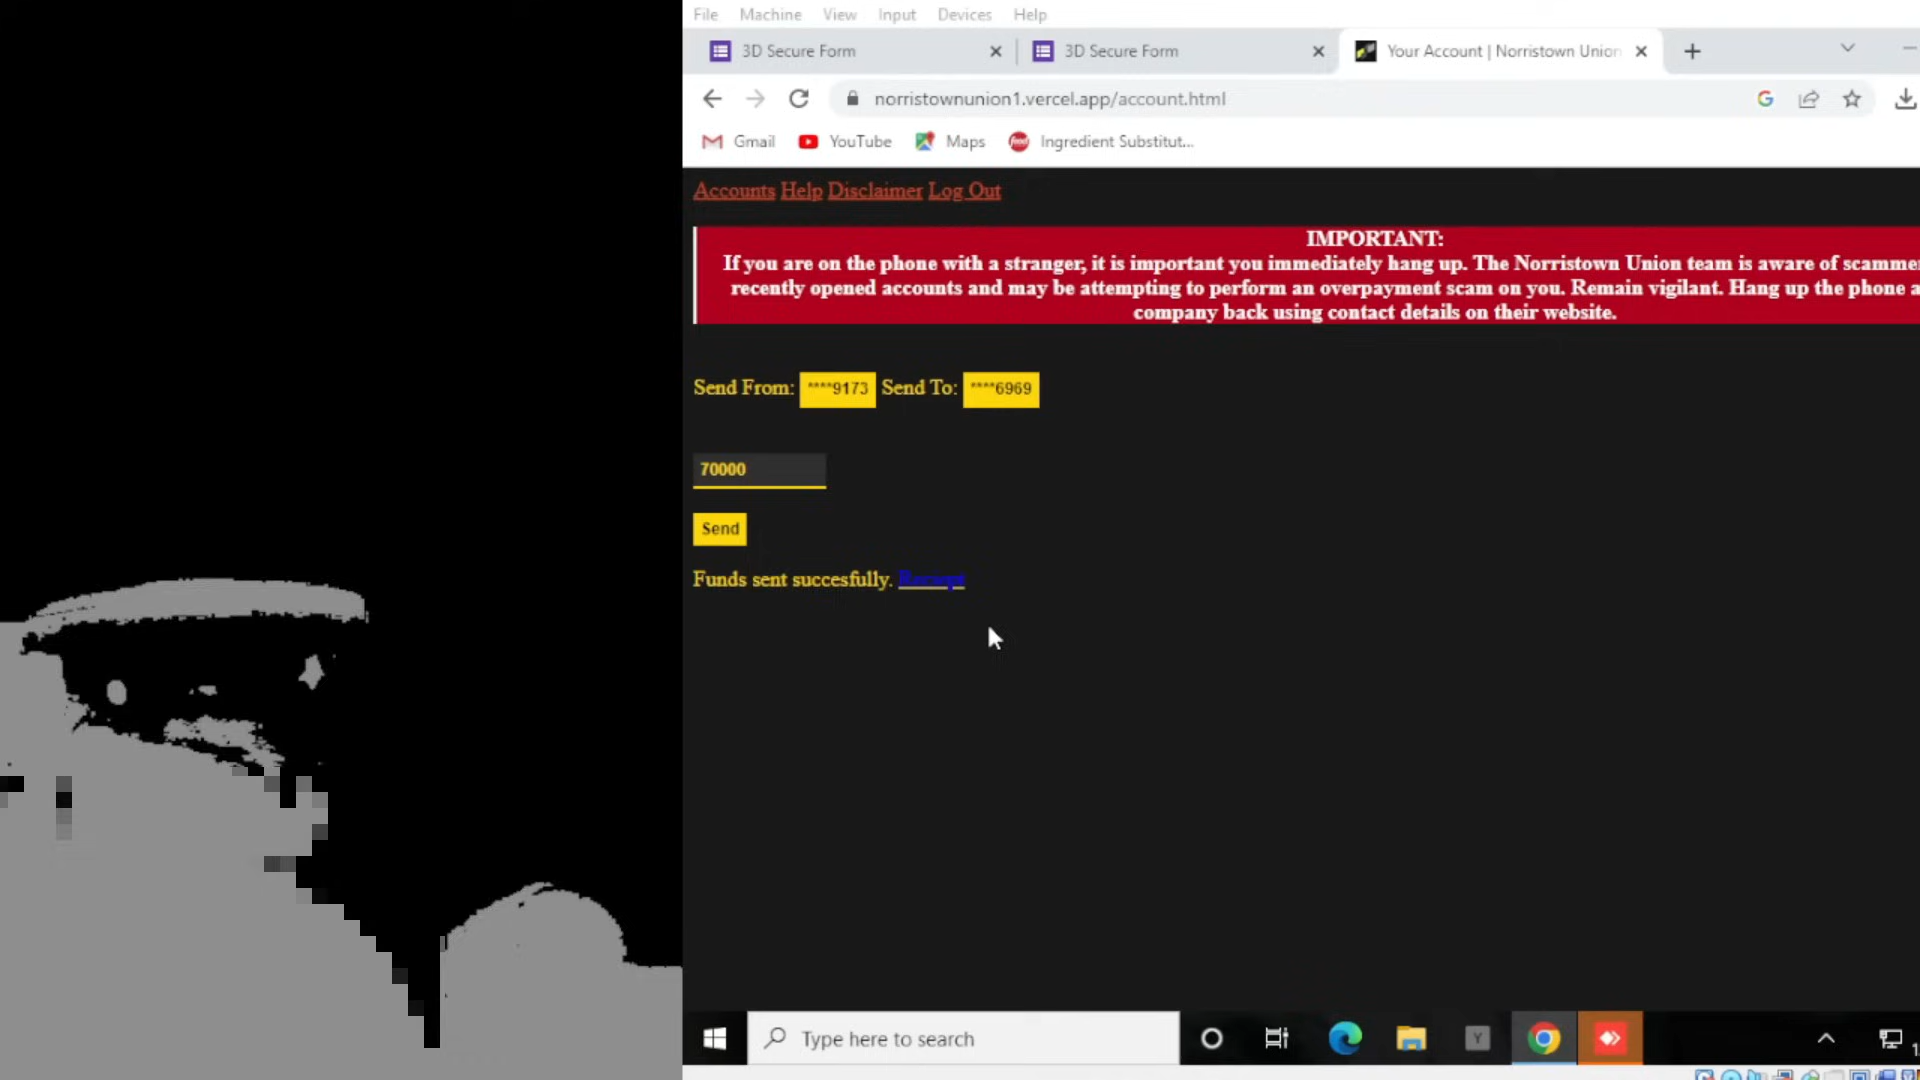 File Machine View Input Devices Help
3D Secure Form 3D Secure Form Your Account | Norristown Union
norristownunion1.vercel.app/account.html
Gmail YouTube Maps Ingredient Substitut...
Accounts Help Disclaimer Log Out
IMPORTANT:
If you are on the phone with a stranger, it is important you immediately hang up. The Norristown Union team is aware of scamme
recently opened accounts and may be attempting to perform an overpayment scam on you. Remain vigilant. Hang up the phone a
company back using contact details on their website.
Send From: ****9173 Send To: ****6969
70000
Send
Funds sent succesfully.
Type here to search